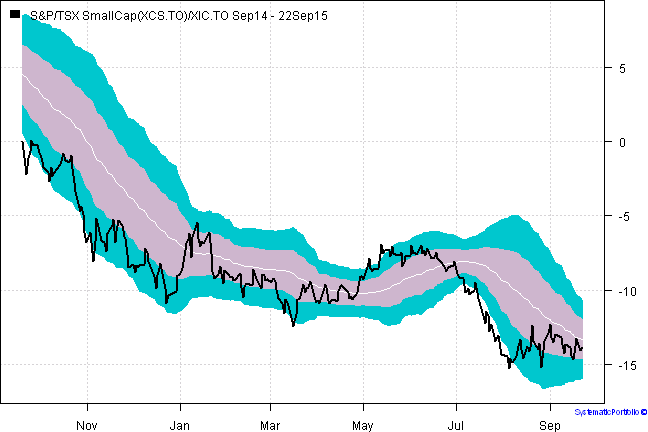 S&P/TSX SmallCap(XCS.TO)/XIC.TO Sep14 - 22Sep15
5
0
-5
-10
-15
Nov Jan Mar May Jul Sep
SystematicPortfolio ©